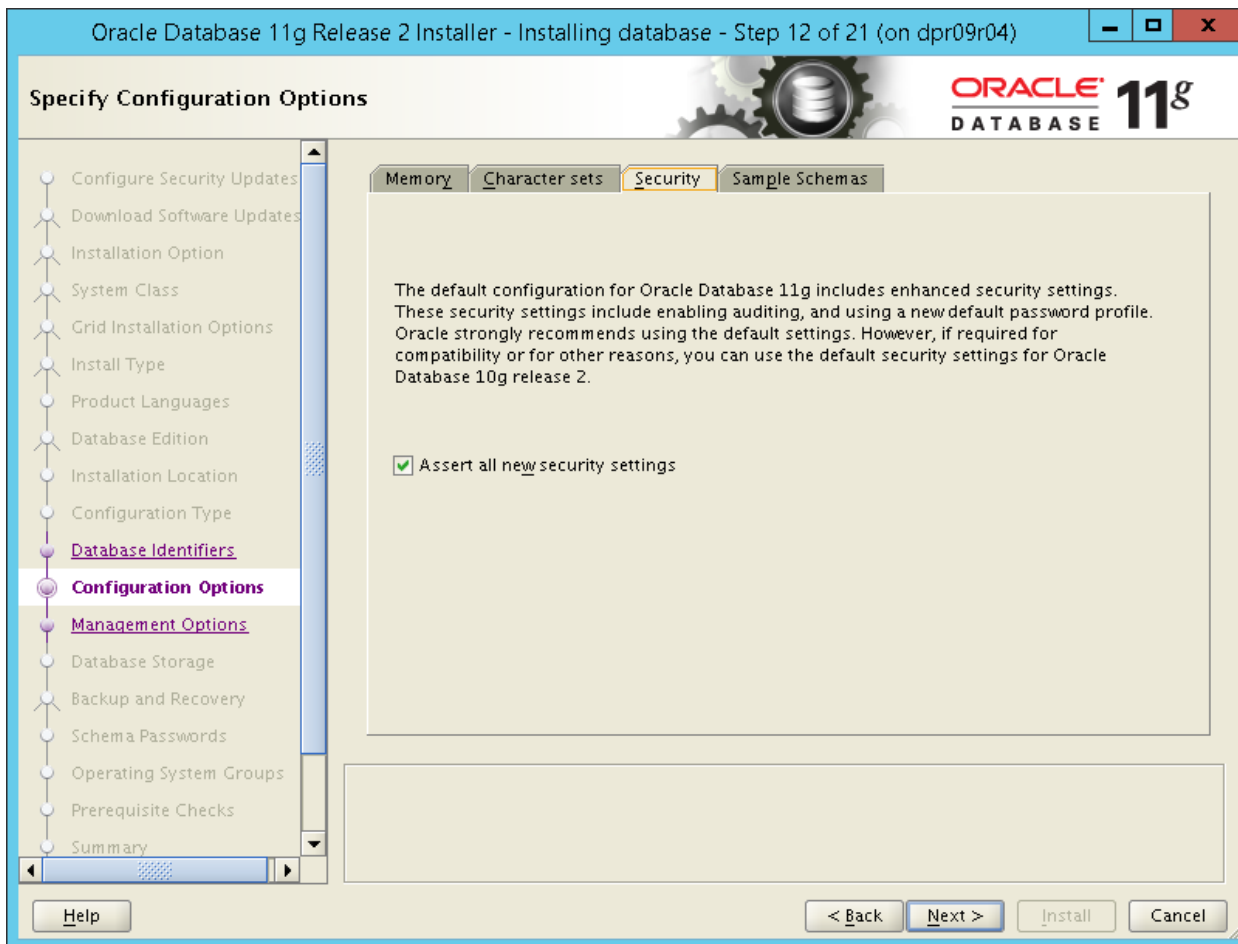 Oracle Database 11g Release 2 Installer - Installing database - Step 12 of 21 (on dpr09r04)
Specify Configuration Options
ORACLE
DATABASE
11g
Configure Security Updates
Download Software Updates
Installation Option
System Class
Grid Installation Options
Install Type
Product Languages
Database Edition
Installation Location
Configuration Type
Database Identifiers
Configuration Options
Management Options
Database Storage
Backup and Recovery
Schema Passwords
Operating System Groups
Prerequisite Checks
Summary
Memory Character sets Security Sample Schemas
The default configuration for Oracle Database 11g includes enhanced security settings.
These security settings include enabling auditing, and using a new default password profile.
Oracle strongly recommends using the default settings. However, if required for
compatibility or for other reasons, you can use the default security settings for Oracle
Database 10g release 2.
Assert all new security settings
Help < Back Next > Install Cancel